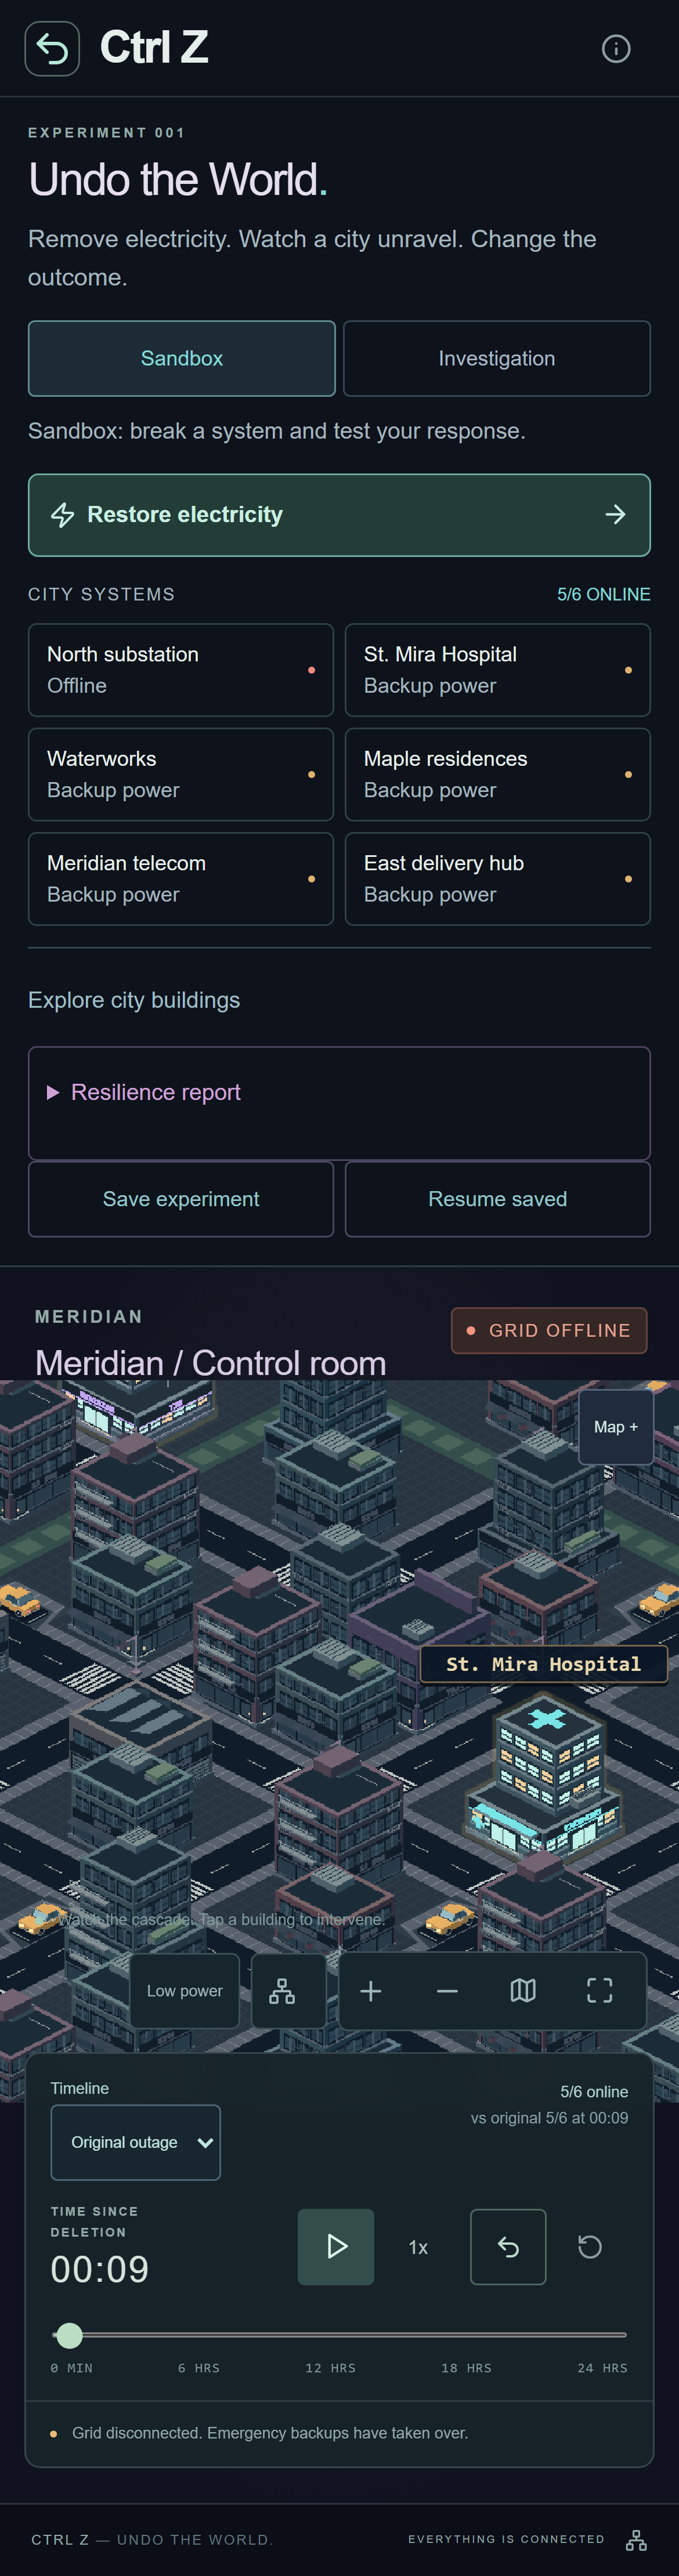 Ctrl Z
EXPERIMENT 001
Undo the World.
Remove electricity. Watch a city unravel. Change the
outcome.
Sandbox
Investigation
Sandbox: break a system and test your response.
Restore electricity
CITY SYSTEMS
5/6 ONLINE
North substation
Offline
St. Mira Hospital
Backup power
Waterworks
Backup power
Maple residences
Backup power
Meridian telecom
Backup power
East delivery hub
Backup power
Explore city buildings
Resilience report
Save experiment
Resume saved
MERIDIAN
GRID OFFLINE
Meridian / Control room
Map +
St. Mira Hospital
Watch the cascade. Tap a building to intervene.
Low power
Timeline
5/6 online
Original outage
vs original 5/6 at 00:09
TIME SINCE
DELETION
00:09
1x
0 MIN
6 HRS
12 HRS
18 HRS
24 HRS
Grid disconnected. Emergency backups have taken over.
CTRL Z — UNDO THE WORLD.
EVERYTHING IS CONNECTED